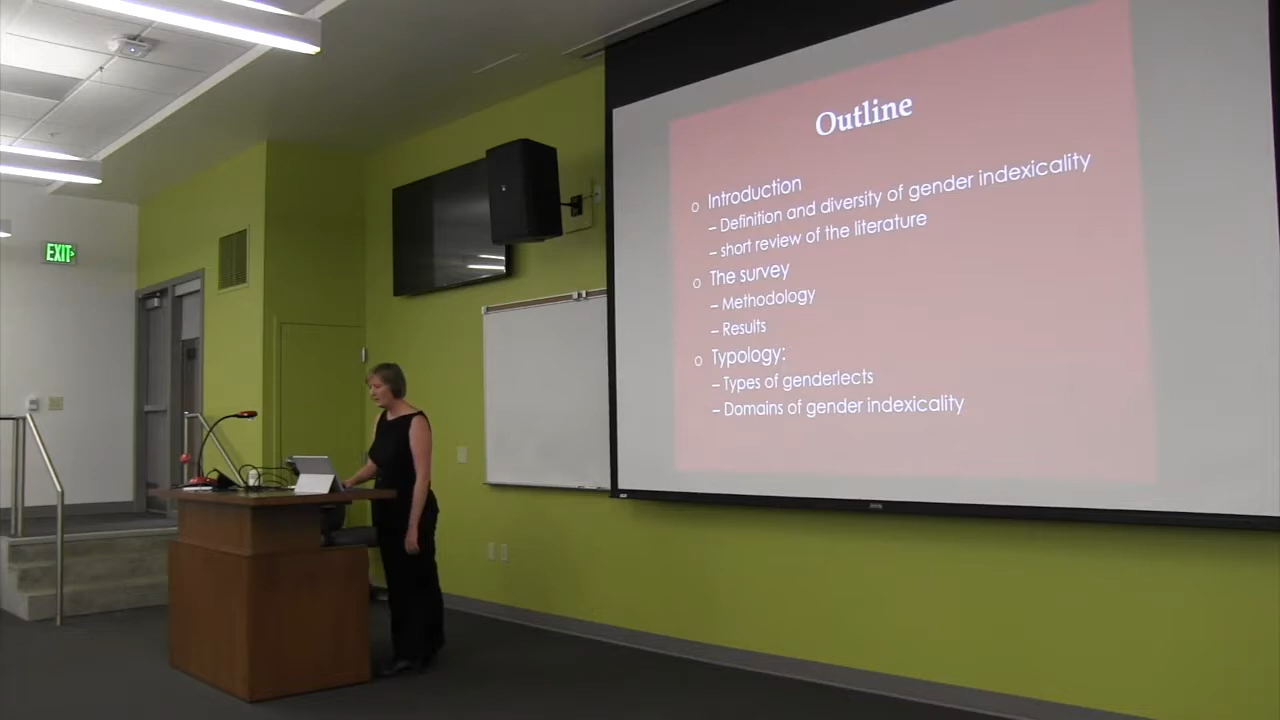 EXIT
Outline
Introduction
– Definition and diversity of gender indexicality
– short review of the literature
The survey
– Methodology
– Results
Typology:
– Types of genderlects
– Domains of gender indexicality